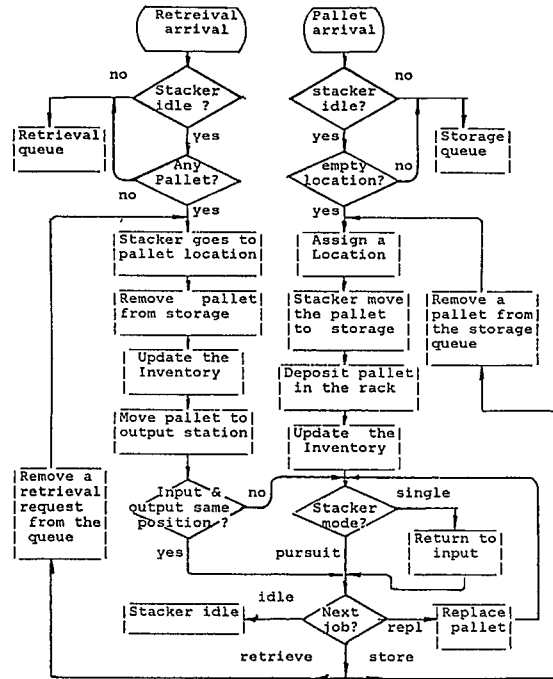 Retreival
arrival
Pallet
arrival
no
Stacker
idle ?
no
stacker
idle?
Retrieval
queue
yes
yes
Storage
queue
Any
Pallet?
no
empty
location?
no
yes
yes
Stacker goes to
pallet location
Assign a
Location
Remove pallet
from storage
Stacker move
the pallet
to storage
Remove a
pallet from
the storage
queue
Update the
Inventory
Deposit pallet
in the rack
Move pallet to
output station
Update the
Inventory
Remove a
retrieval
request
from the
queue
Input &
output same
position ?
no
Stacker
mode?
single
Return to
input
yes
pursuit
idle
Stacker idle
Next
job?
repl
Replace
pallet
retrieve
store